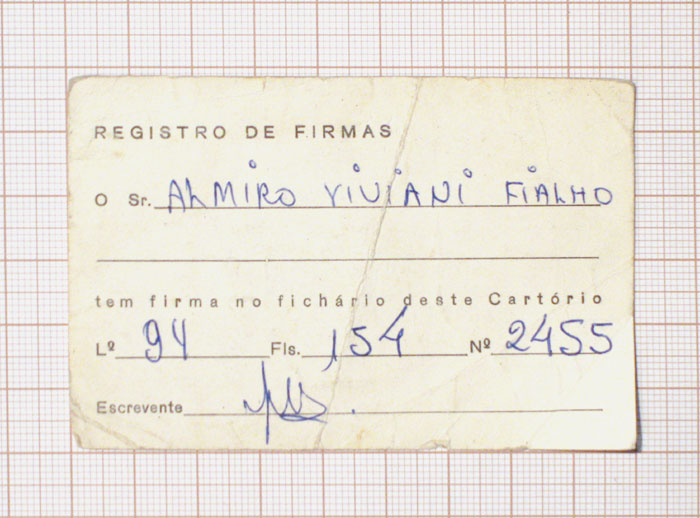 REGISTRO DE FIRMAS
O Sr. ALMIRO VIVIANI FIALHO
tem firma no fichário deste Cartório
Lº 94 Fls. 154 Nº 2455
Escrevente